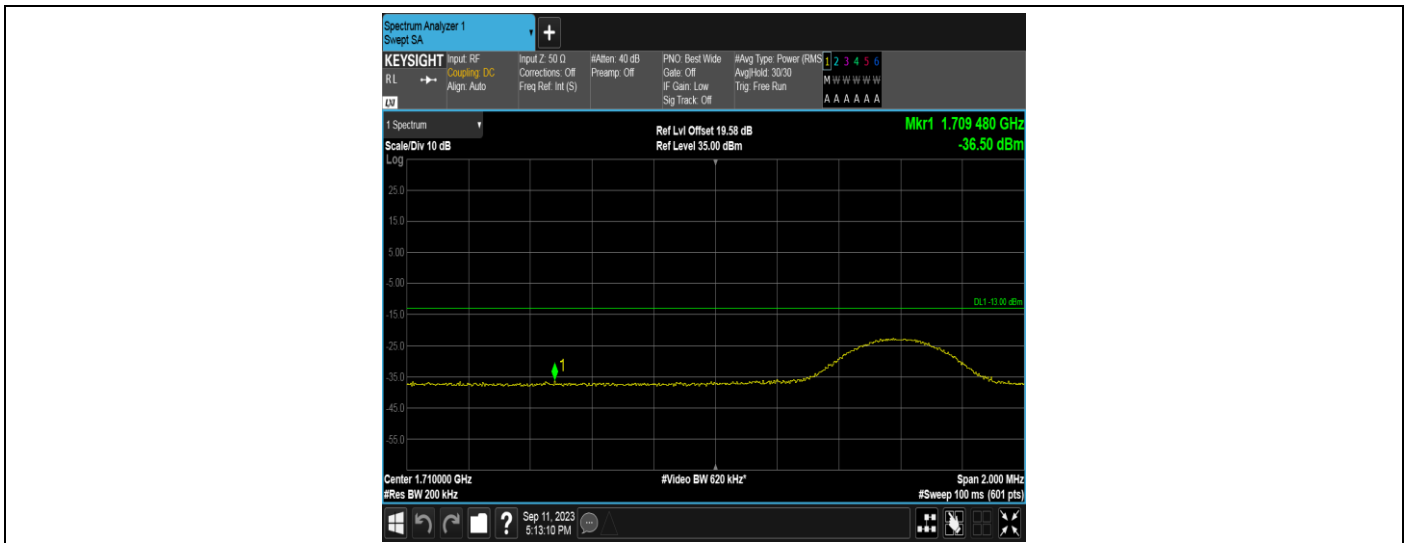 Spectrum Analyzer 1
Swept SA
+
KEYSIGHT
RL
LXI
Input: RF
Coupling: DC
Align: Auto
Input Z: 50 Ω
Corrections: Off
Freq Ref: Int (S)
#Atten: 40 dB
Preamp: Off
PNO: Best Wide
Gate: Off
IF Gain: Low
Sig Track: Off
#Avg Type: Power (RMS
Avg|Hold: 30/30
Trig: Free Run
1 2 3 4 5 6
M W W W W W
A A A A A A
1 Spectrum
Scale/Div 10 dB
Ref Lvl Offset 19.58 dB
Ref Level 35.00 dBm
Mkr1 1.709 480 GHz
-36.50 dBm
Log
25.0
15.0
5.00
-5.00
DL1 -13.00 dBm
-15.0
-25.0
1
-35.0
-45.0
-55.0
Center 1.710000 GHz
#Video BW 620 kHz*
Span 2.000 MHz
#Res BW 200 kHz
#Sweep 100 ms (601 pts)
?
Sep 11, 2023
5:13:10 PM